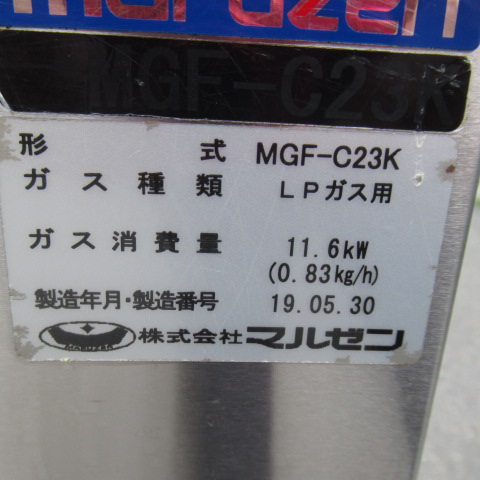 maruzen
MGF-C23K
形式 MGF-C23K
ガス種類 LPガス用
ガス消費量 11.6kW
(0.83kg/h)
製造年月・製造番号 19.05.30
MARUZEN 株式会社マルゼン